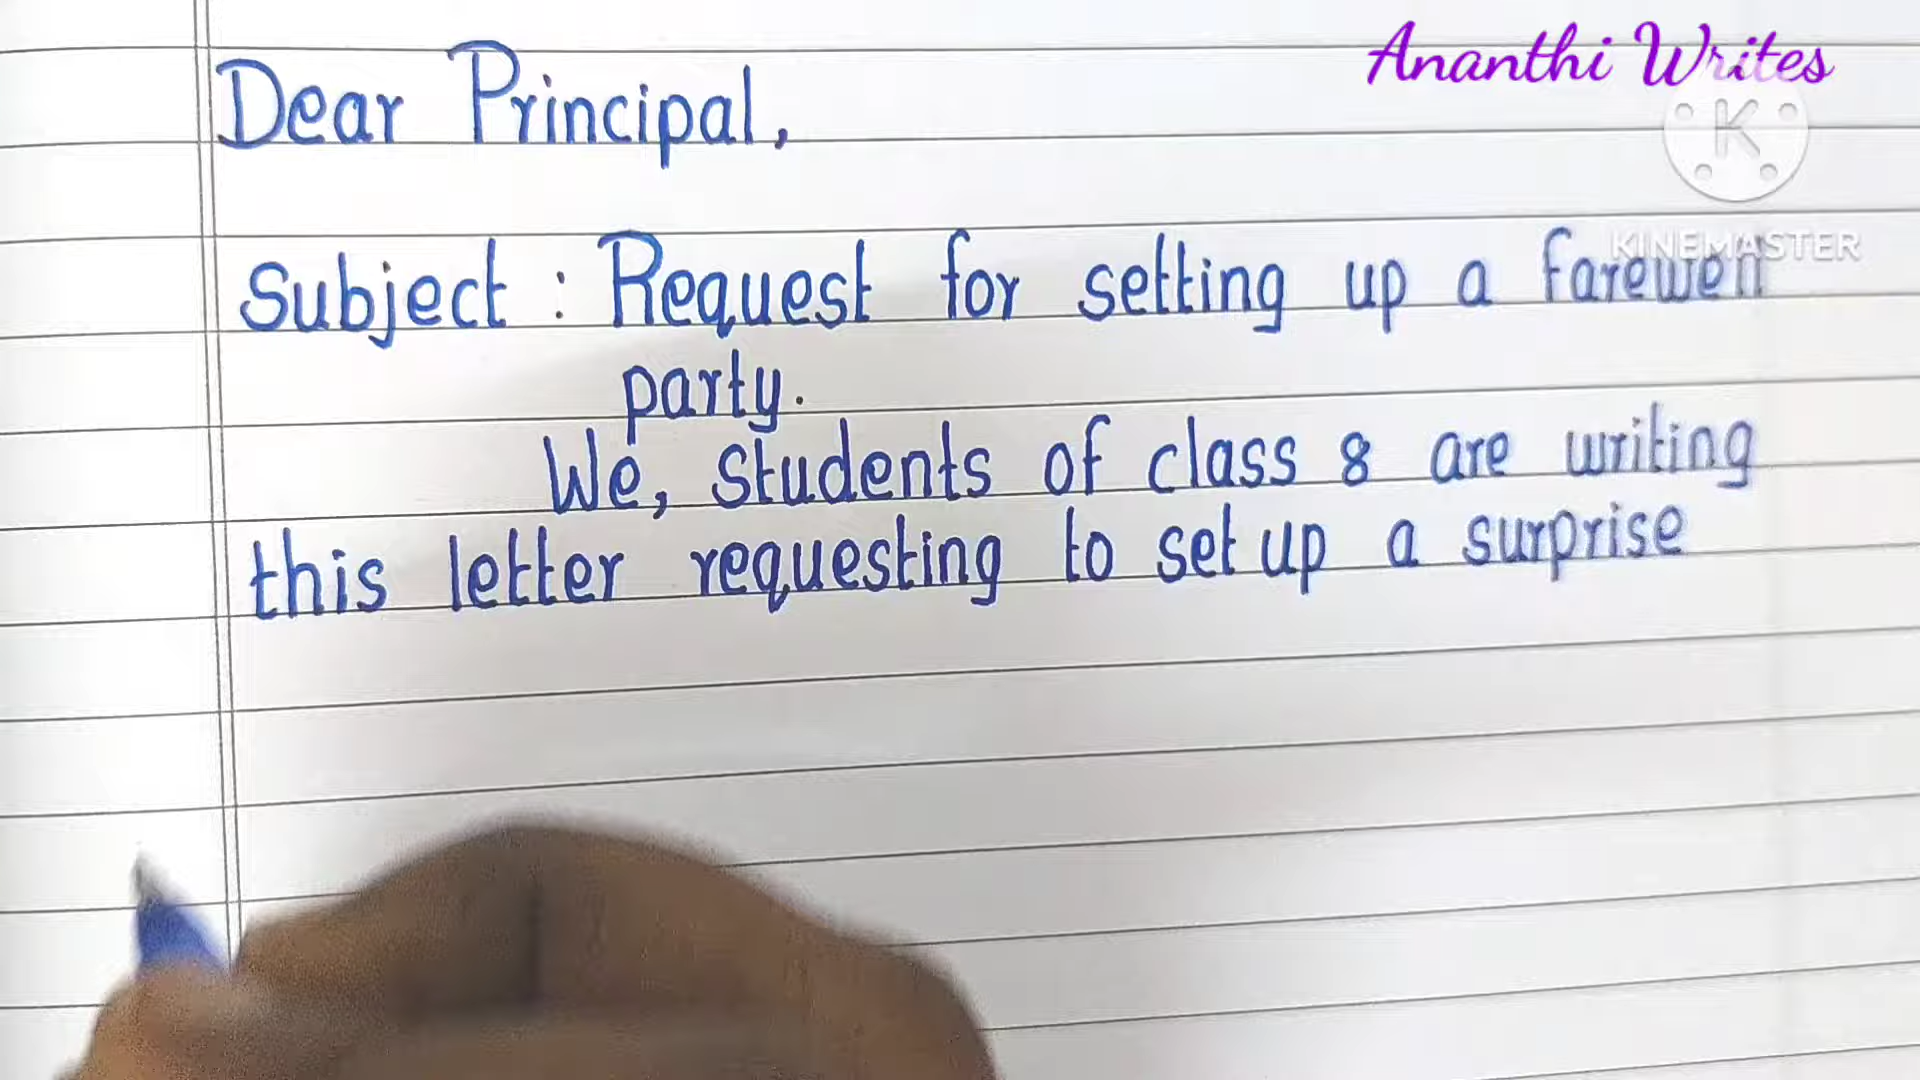 Ananthi Writes
Dear Principal,
KINEMASTER
Subject : Request for setting up a farewell
party.
We, students of class 8 are writing
this letter requesting to set up a surprise